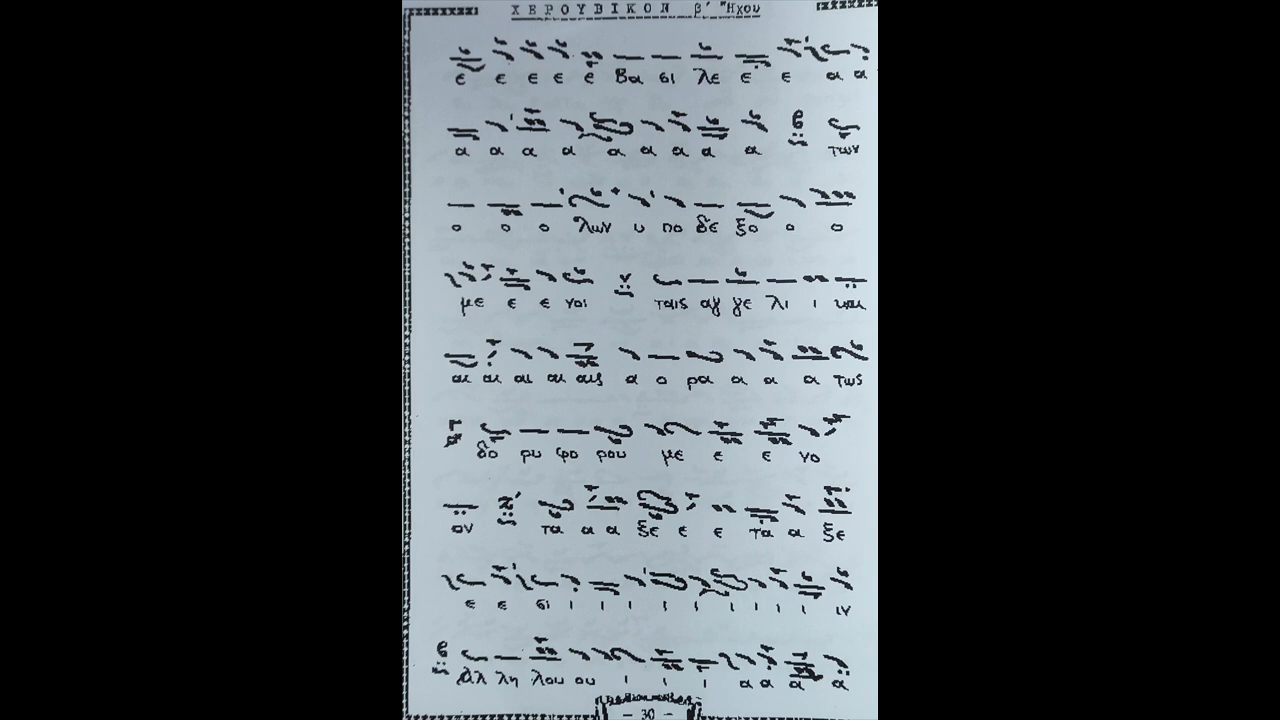 ΧΕΡΟΥΒΙΚΟΝ β´ Ἤχου
ε ε ε ε ε βα σι λε ε ε α α
α α α α α α α α α των
ο ο ο λων υ πο δε ξο ο ο
με ε ε νοι ταις αγ γε λι ι και
αι αι αι αι αις α ο ρα α α α τως
δο ρυ φο ρου με ε ε νο
ον τα α α ξε ε ε τα α ξε
ε ε σι ι ι ι ι ι ι ι ι ι ιν
αλ λη λου ου ι ι ι α α α α
- 30 -